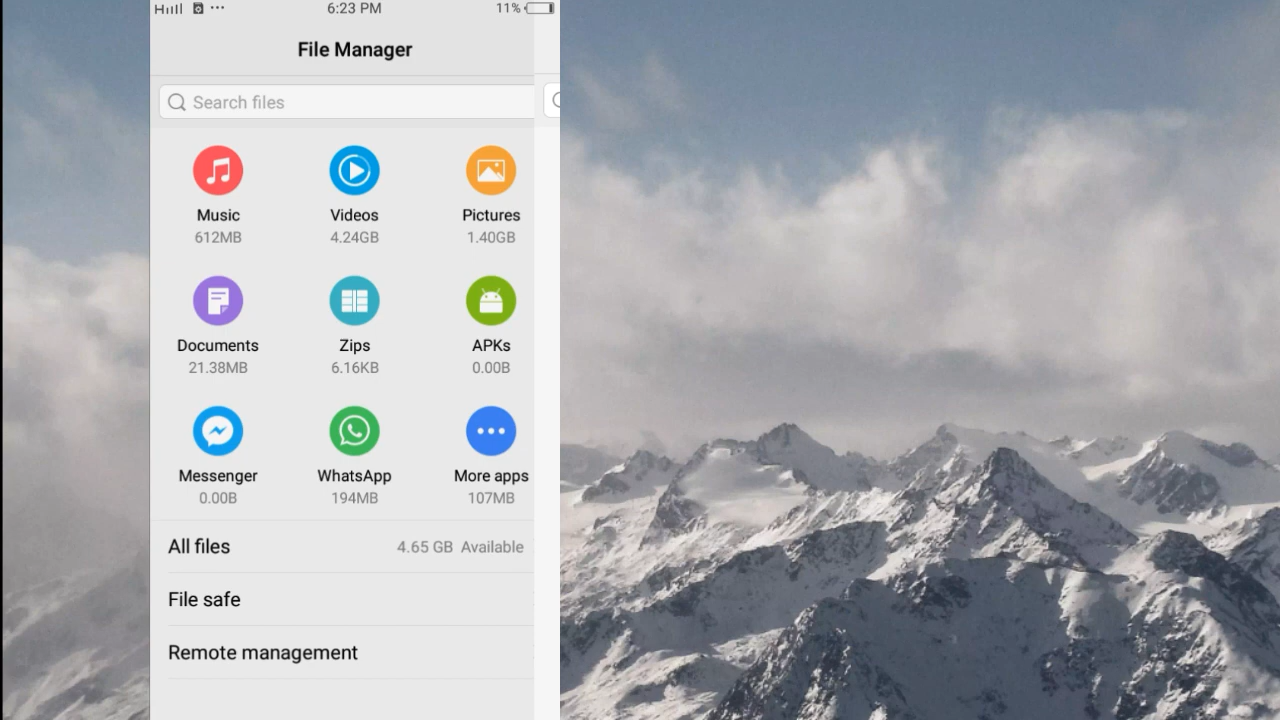 6:23 PM 11%
File Manager
Search files
Music Videos Pictures
612MB 4.24GB 1.40GB
Documents Zips APKs
21.38MB 6.16KB 0.00B
Messenger WhatsApp More apps
0.00B 194MB 107MB
All files 4.65 GB Available
File safe
Remote management